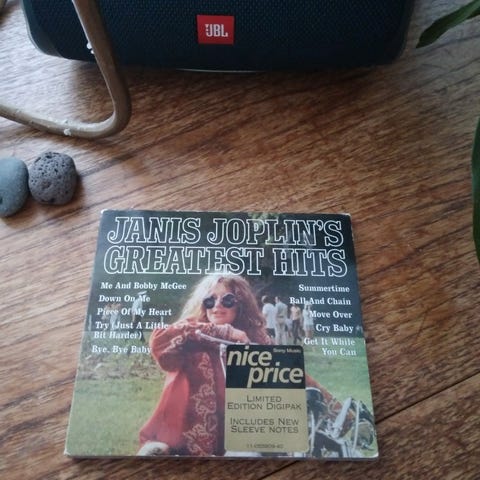 JBL
JANIS JOPLIN'S
GREATEST HITS
Me And Bobby McGee
Down On Me
Piece Of My Heart
Try (Just A Little
Bit Harder)
Bye, Bye Baby
Summertime
Ball And Chain
Move Over
Cry Baby
Get It While
You Can
Sony Music
nice
price
LIMITED
EDITION DIGIPAK
INCLUDES NEW
SLEEVE NOTES